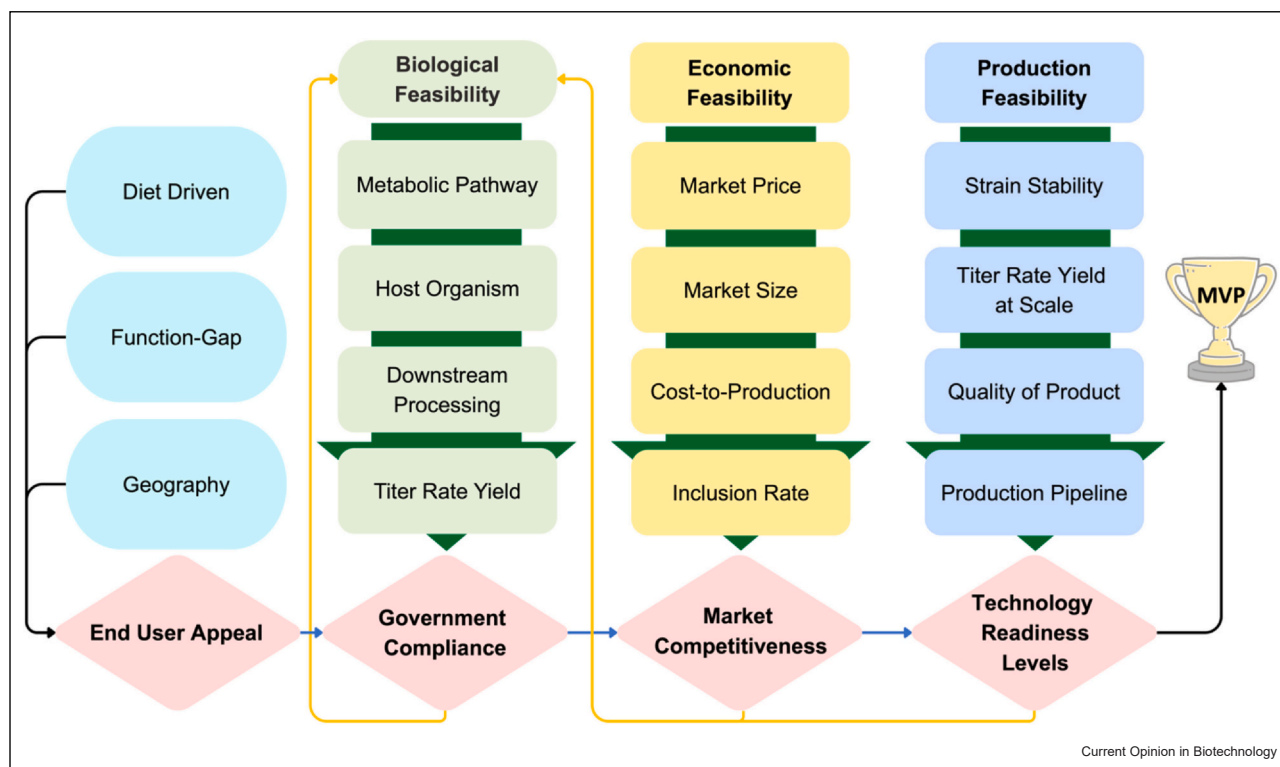 Diet Driven
Function-Gap
Geography
End User Appeal
Biological
Feasibility
Metabolic Pathway
Host Organism
Downstream
Processing
Titer Rate Yield
Government
Compliance
Economic
Feasibility
Market Price
Market Size
Cost-to-Production
Inclusion Rate
Market
Competitiveness
Production
Feasibility
Strain Stability
Titer Rate Yield
at Scale
Quality of Product
Production Pipeline
Technology
Readiness
Levels
MVP
Current Opinion in Biotechnology